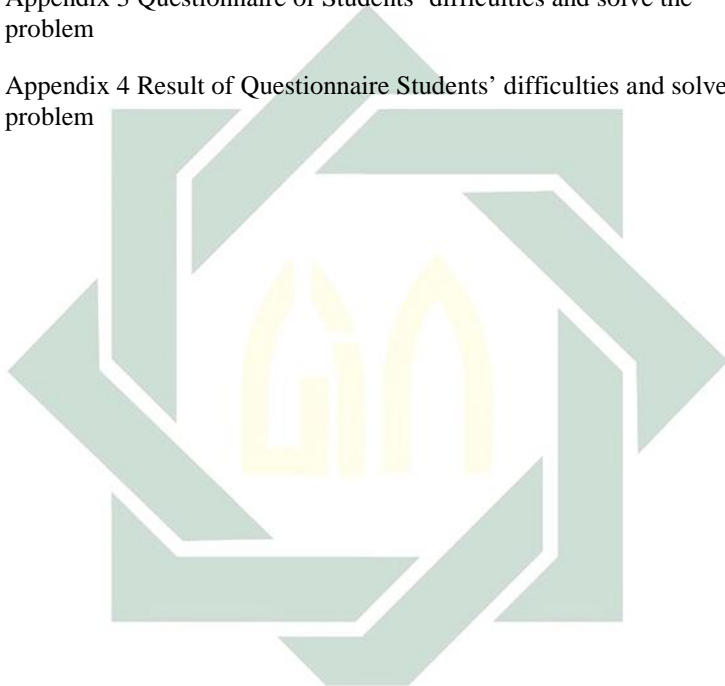 Appendix 3 Questionnaire of Students’ difficulties and solve the
problem
Appendix 4 Result of Questionnaire Students’ difficulties and solve
problem